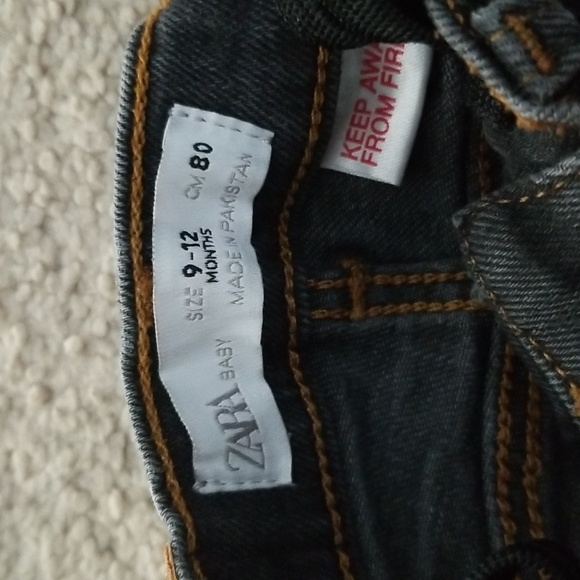 ZARA BABY
SIZE 9-12 CM 80
MONTHS
MADE IN PAKISTAN
KEEP AWA
FROM FIR